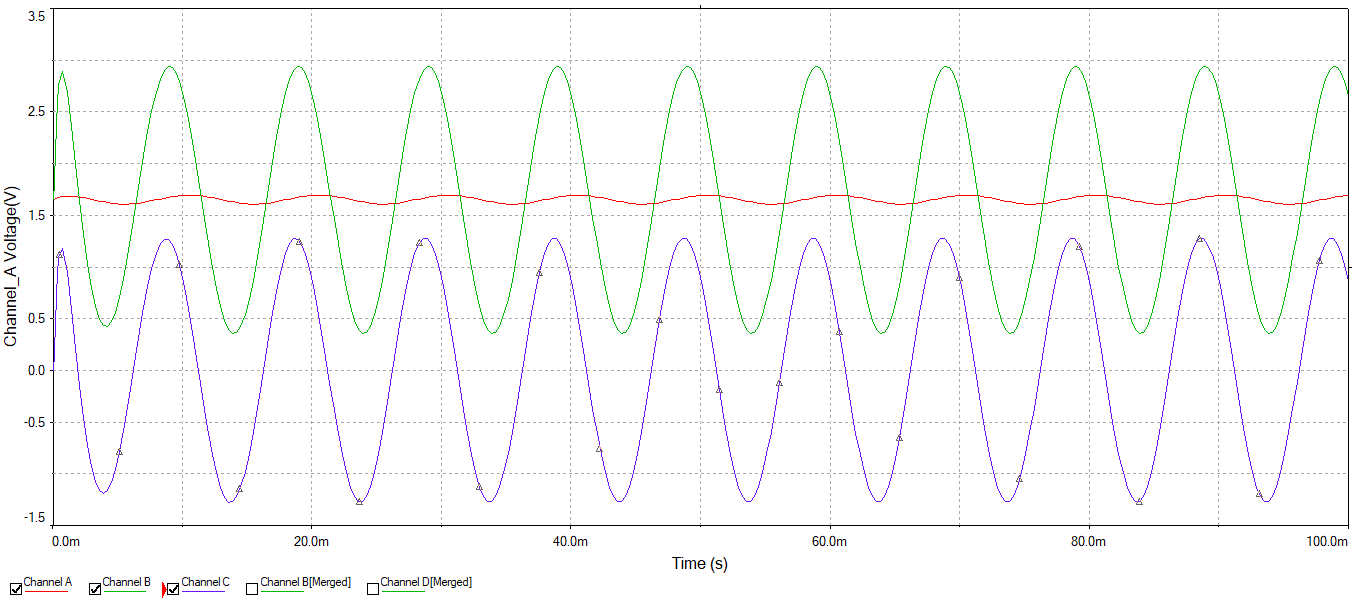 3.5
2.5
1.5
0.5
0.0
-0.5
-1.5
Channel_A Voltage(V)
0.0m 20.0m 40.0m 60.0m 80.0m 100.0m
Time (s)
Channel A Channel B Channel C Channel B[Merged] Channel D[Merged]